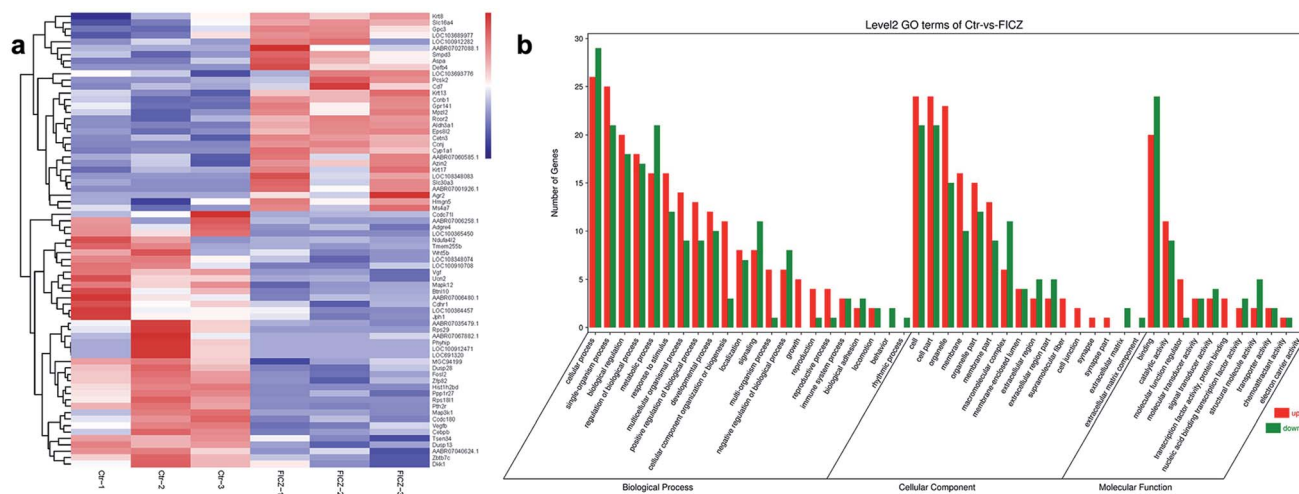 a
Krt8
Slc16a4
Gpc3
LOC103689977
LOC100912282
AABR07027088.1
Smpd3
Aspa
Defb4
LOC103693776
Prss2
Cd7
Krt13
Ccnb1
Gpr141
Mpzl2
Rcor2
Aldh3a1
Eps8l2
Cetn3
Ccnj
Cyp1a1
AABR07060585.1
Azin2
Krt17
LOC108348083
Slc30a3
AABR07001926.1
Agr2
Hmgn5
Ms4a7
Ccdc71l
AABR07006258.1
Adgre4
LOC100365450
Ndufa4l2
Tmem255b
Wnt5b
LOC108348074
LOC100910708
Vgf
Ucn2
Mapk12
Btnl10
AABR07006480.1
Cdhr1
LOC100364457
Jph1
AABR07035479.1
Rps29
AABR07067882.1
Phyhip
LOC100912471
LOC691320
MGC94199
Dusp28
Fosl2
Zfp82
Hist1h2bd
Ppp1r27
Rps18l1
Pth2r
Map3k1
Ccdc180
Vegfb
Cebpb
Tsen34
Dusp13
AABR07040624.1
Zbtb7c
Dkk1
Ctr-1
Ctr-2
Ctr-3
FICZ-1
FICZ-2
FICZ-3
b
Level2 GO terms of Ctr-vs-FICZ
Number of Genes
30
25
20
15
10
5
0
cellular process
single-organism process
biological regulation
regulation of biological process
metabolic process
response to stimulus
multicellular organismal process
positive regulation of biological process
developmental process
cellular component organization or biogenesis
localization
signaling
multi-organism process
negative regulation of biological process
growth
reproduction
reproductive process
immune system process
biological adhesion
locomotion
behavior
rhythmic process
cell
cell part
organelle
membrane
organelle part
membrane part
macromolecular complex
membrane-enclosed lumen
extracellular region
extracellular region part
supramolecular fiber
cell junction
synapse
synapse part
extracellular matrix
extracellular matrix component
binding
catalytic activity
molecular function regulator
molecular transducer activity
signal transducer activity
transcription factor activity, protein binding
nucleic acid binding transcription factor activity
structural molecule activity
transporter activity
chemoattractant activity
electron carrier activity
up
down
Biological Process
Cellular Component
Molecular Function